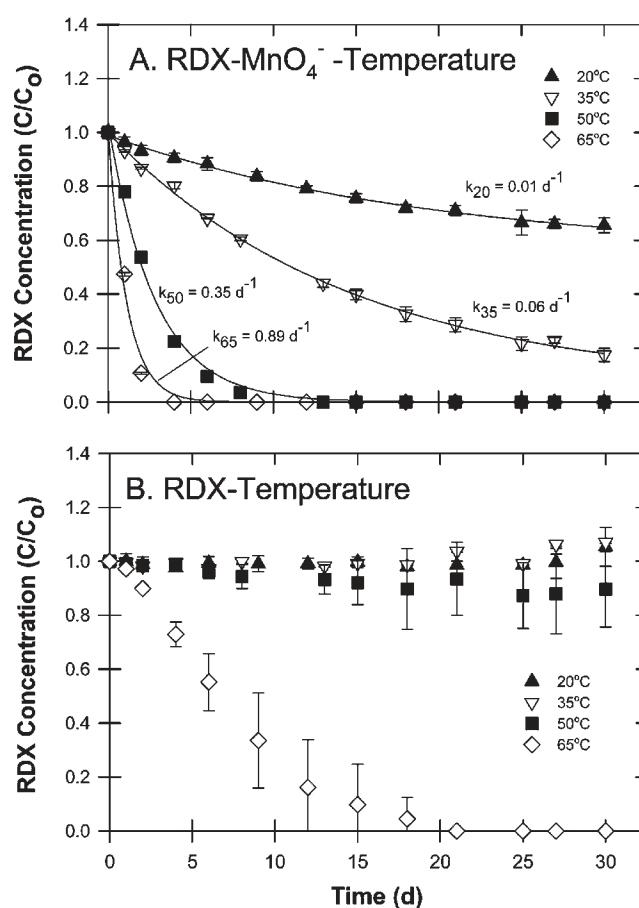 A. RDX-MnO₄⁻ -Temperature
RDX Concentration (C/Cₒ)
1.4
1.2
1.0
0.8
0.6
0.4
0.2
0.0
20°C
35°C
50°C
65°C
k₂₀ = 0.01 d⁻¹
k₃₅ = 0.06 d⁻¹
k₅₀ = 0.35 d⁻¹
k₆₅ = 0.89 d⁻¹
B. RDX-Temperature
RDX Concentration (C/Cₒ)
1.4
1.2
1.0
0.8
0.6
0.4
0.2
0.0
20°C
35°C
50°C
65°C
0 5 10 15 20 25 30
Time (d)